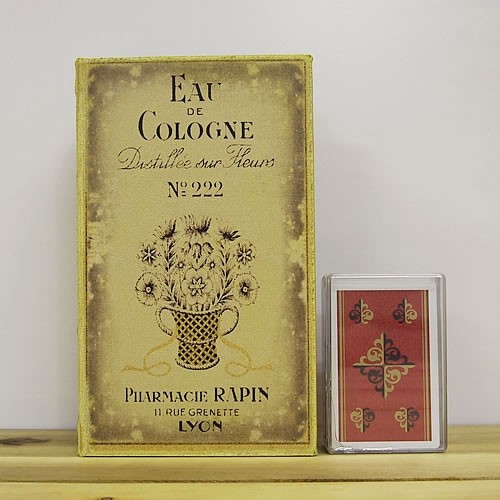 EAU
DE
COLOGNE
Distillée sur Fleurs
Nº 222
PHARMACIE RAPIN
11 RUE GRENETTE
LYON